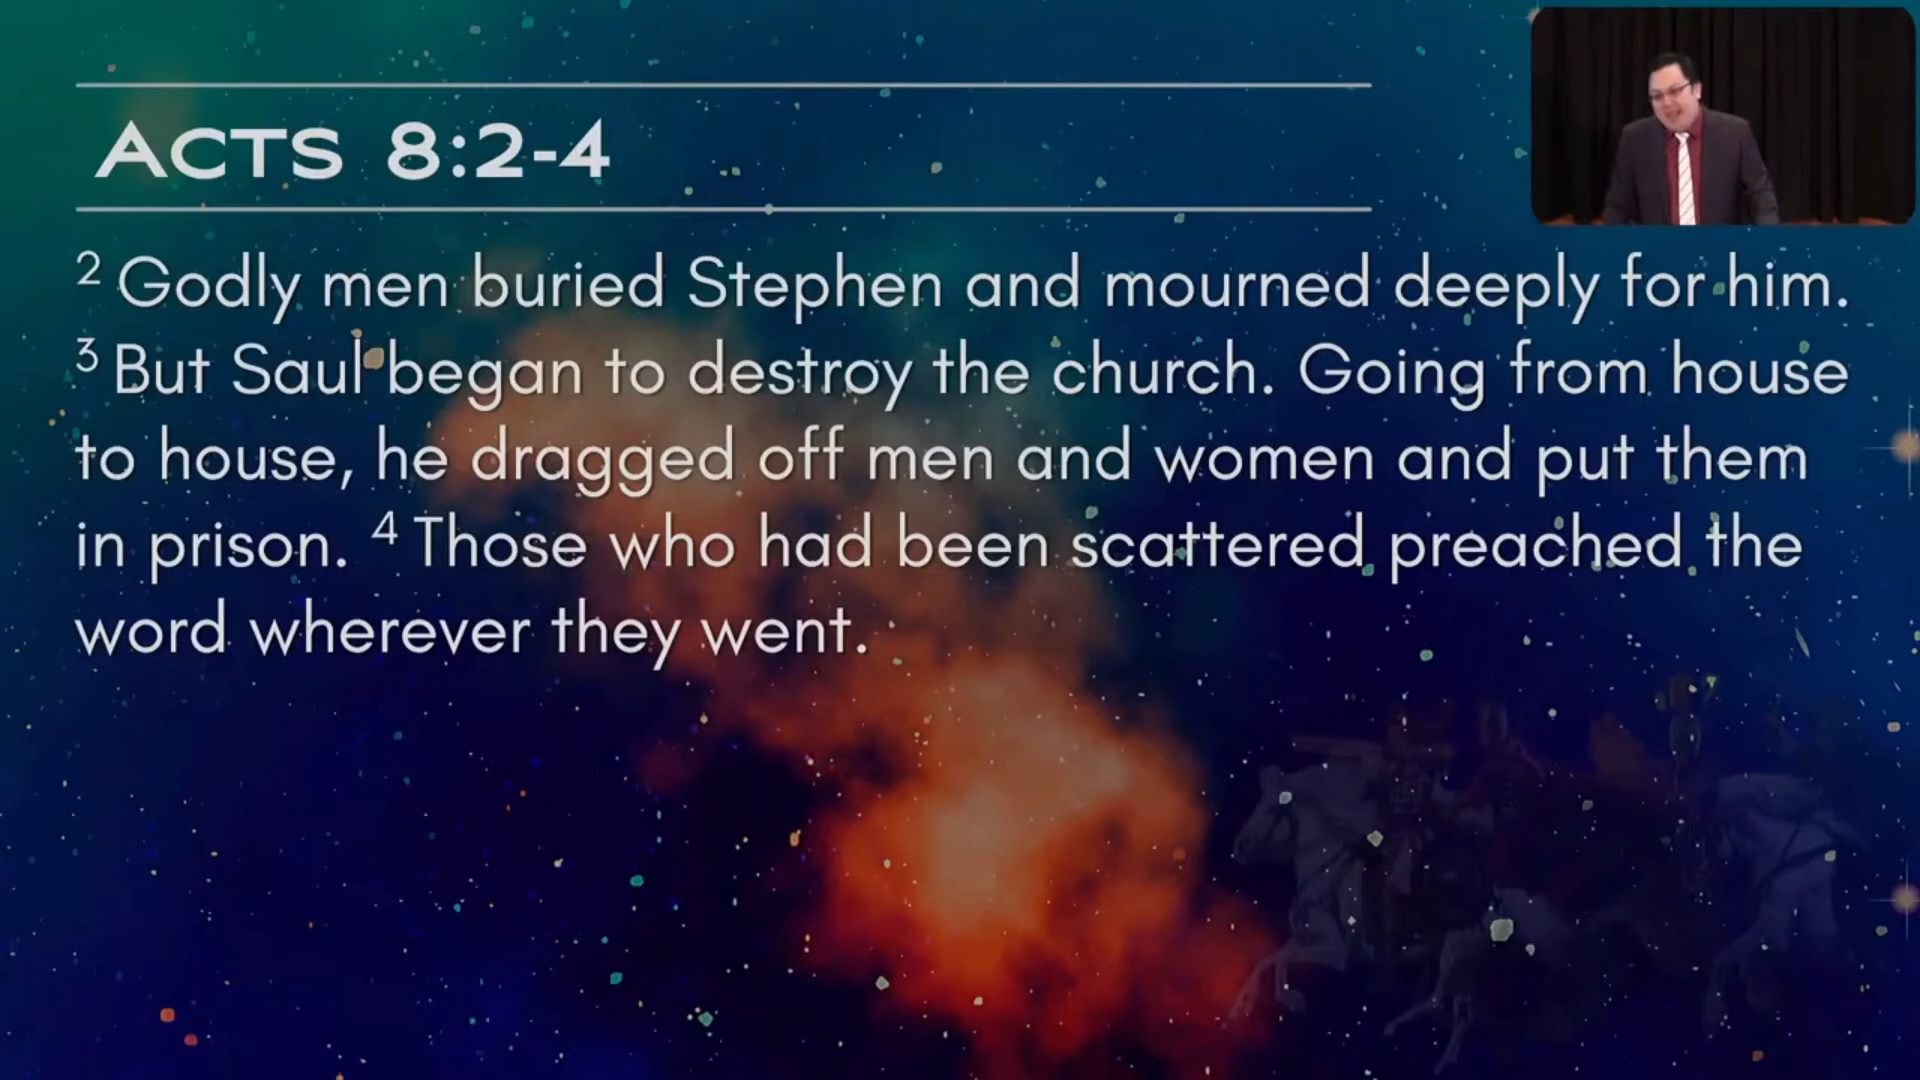 ACTS 8:2-4
2 Godly men buried Stephen and mourned deeply for him.
3 But Saul began to destroy the church. Going from house
to house, he dragged off men and women and put them
in prison. 4 Those who had been scattered preached the
word wherever they went.